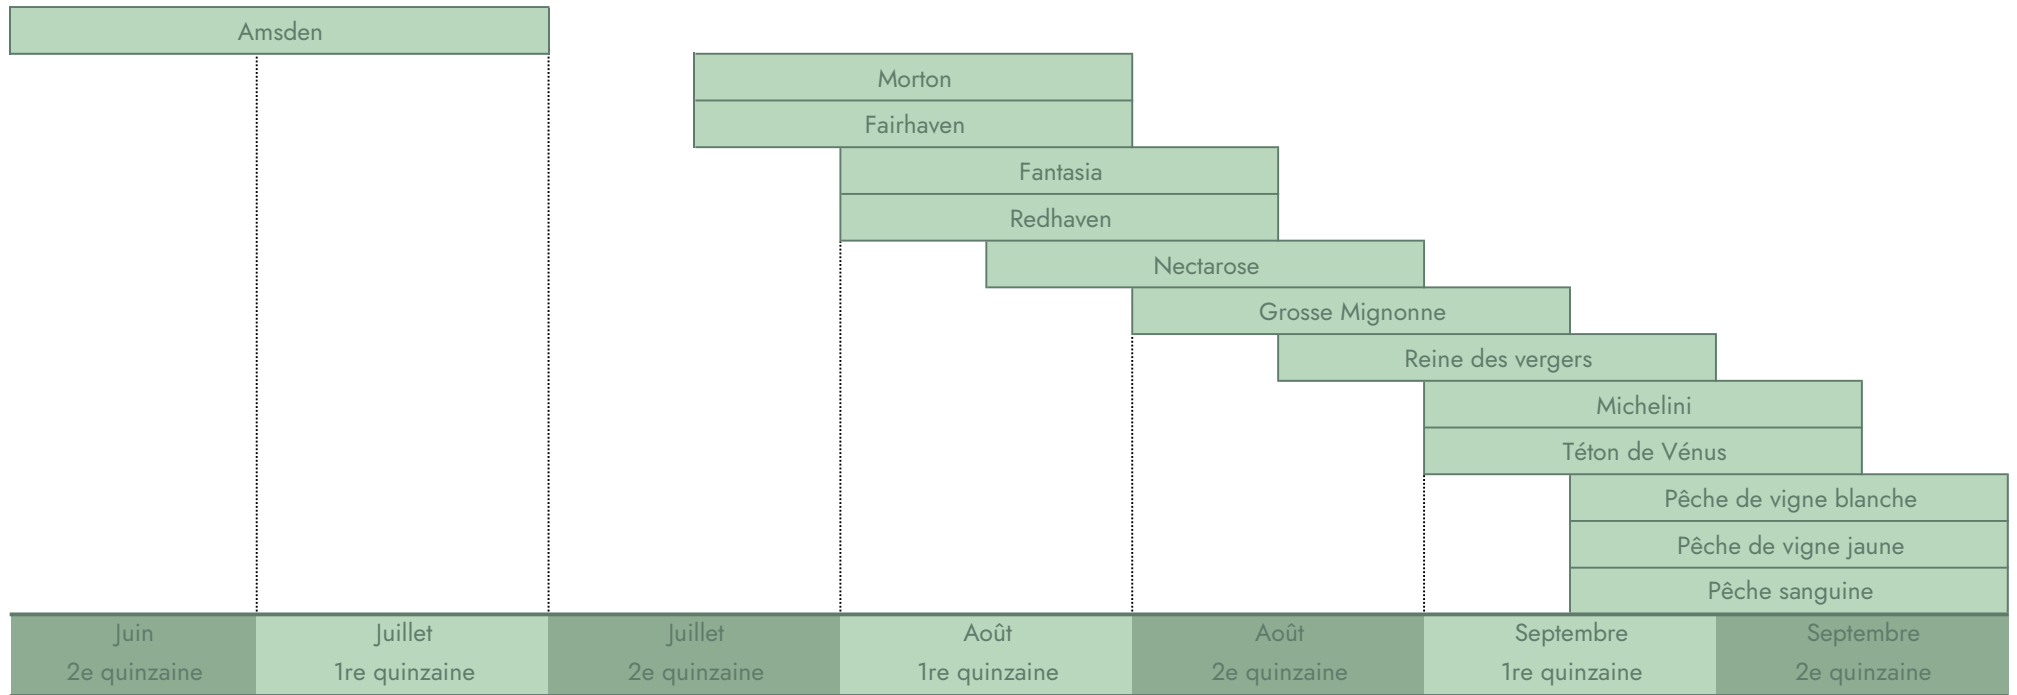 Amsden
Morton
Fairhaven
Fantasia
Redhaven
Nectarose
Grosse Mignonne
Reine des vergers
Michelini
Téton de Vénus
Pêche de vigne blanche
Pêche de vigne jaune
Pêche sanguine
Juin Juillet Juillet Août Août Septembre Septembre
2e quinzaine 1re quinzaine 2e quinzaine 1re quinzaine 2e quinzaine 1re quinzaine 2e quinzaine